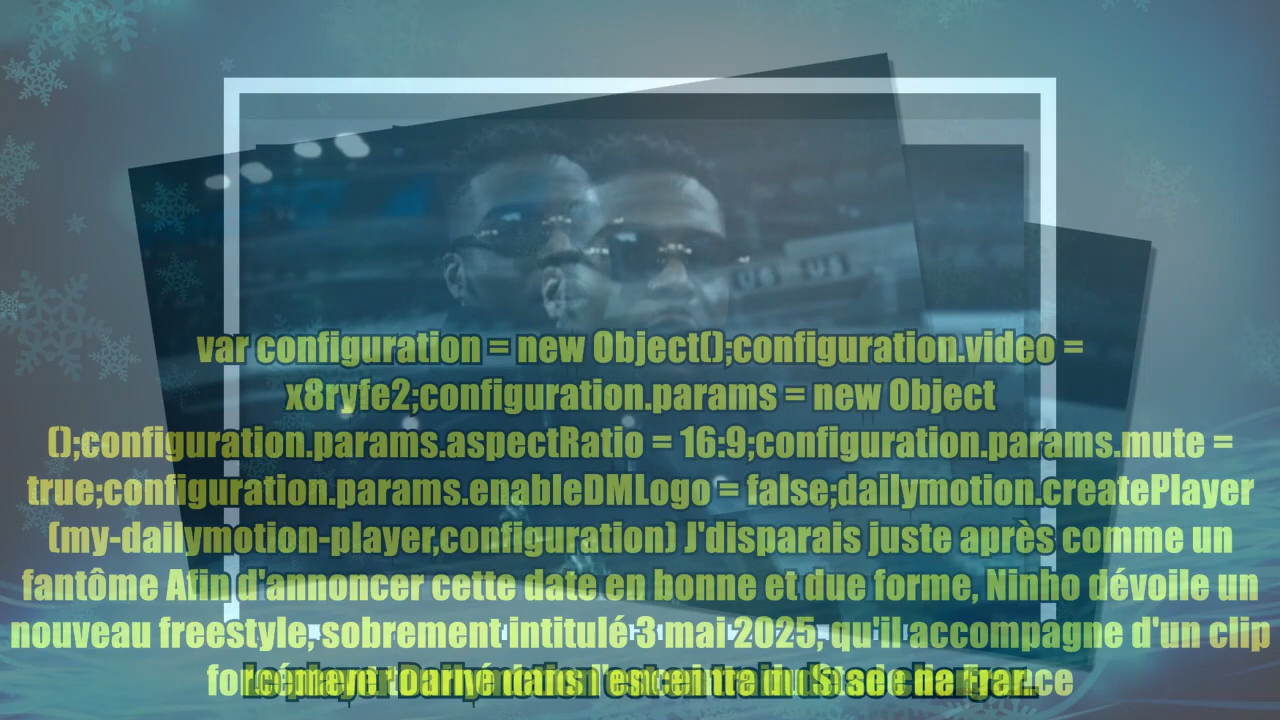 var configuration = new Object();configuration.video =
x8ryfe2;configuration.params = new Object
();configuration.params.aspectRatio = 16:9;configuration.params.mute =
true;configuration.params.enableDMLogo = false;dailymotion.createPlayer
(my-dailymotion-player,configuration) J'disparais juste après comme un
fantôme Afin d'annoncer cette date en bonne et due forme, Ninho dévoile un
nouveau freestyle, sobrement intitulé 3 mai 2025, qu'il accompagne d'un clip